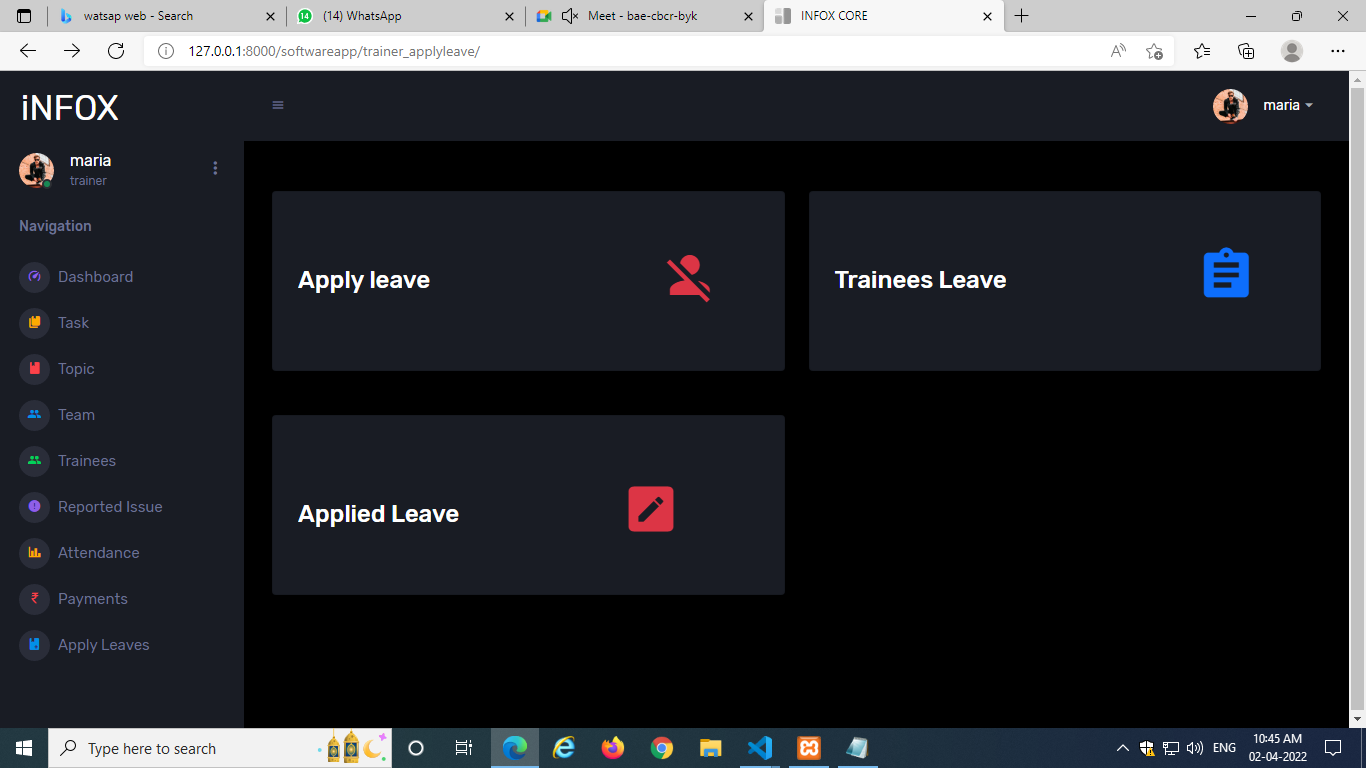 watsap web - Search
(14) WhatsApp
Meet - bae-cbcr-byk
INFOX CORE
127.0.0.1:8000/softwareapp/trainer_applyleave/
iNFOX
maria
maria
trainer
Navigation
Dashboard
Task
Topic
Team
Trainees
Reported Issue
Attendance
Payments
Apply Leaves
Apply leave
Trainees Leave
Applied Leave
Type here to search
ENG
10:45 AM
02-04-2022